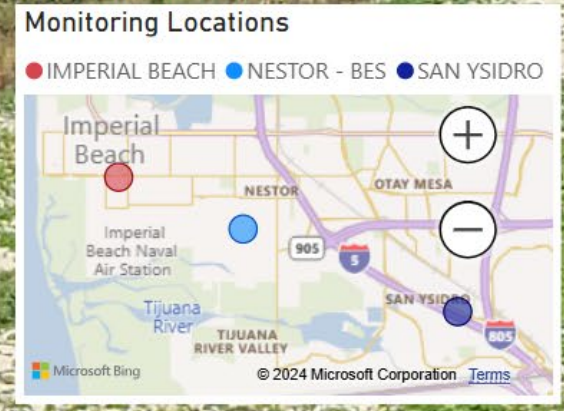 Monitoring Locations
IMPERIAL BEACH NESTOR - BES SAN YSIDRO
Imperial
Beach
NESTOR
OTAY MESA
Imperial
Beach Naval
Air Station
905
5
SAN YSIDRO
Tijuana
River
TIJUANA
RIVER VALLEY
805
Microsoft Bing
© 2024 Microsoft Corporation Terms